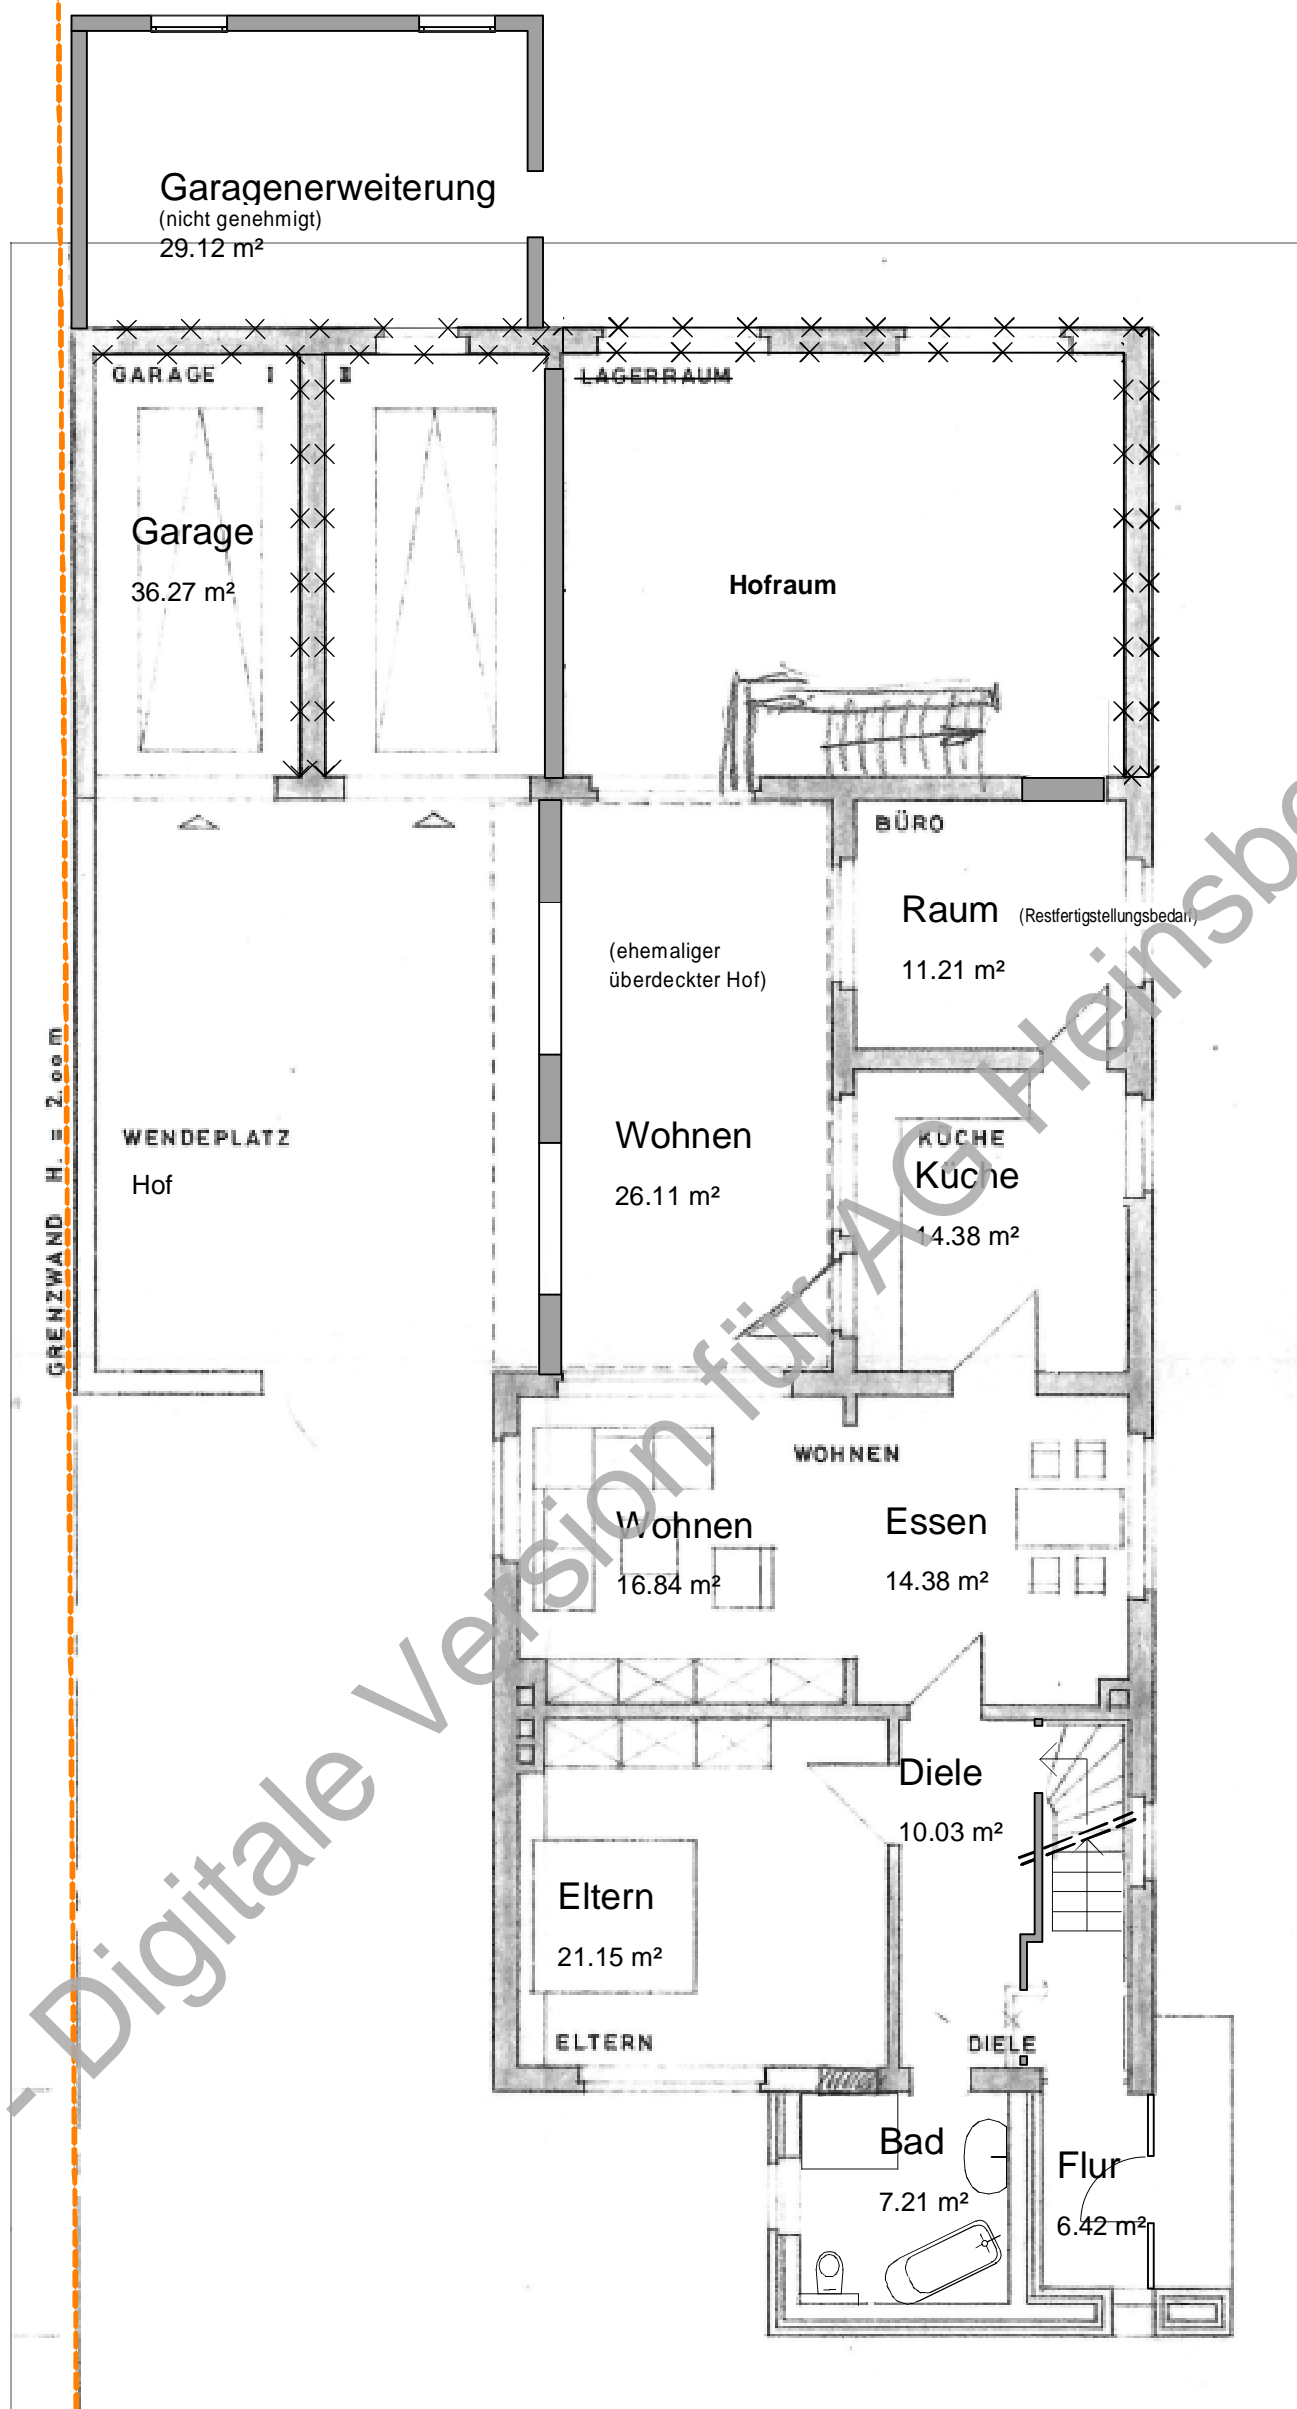 Garagenerweiterung
(nicht genehmigt)
29.12 m²
GARAGE I II
LAGERRAUM
Garage
36.27 m²
Hofraum
BÜRO
Raum (Restfertigstellungsbedarf)
11.21 m²
(ehemaliger
überdeckter Hof)
GRENZWAND H. = 2.00 m
WENDEPLATZ
Hof
Wohnen
26.11 m²
KÜCHE
Küche
14.38 m²
WOHNEN
Wohnen
16.84 m²
Essen
14.38 m²
Diele
10.03 m²
Eltern
21.15 m²
ELTERN
DIELE
Bad
7.21 m²
Flur
6.42 m²
- Digitale Version für AG Heinsbe